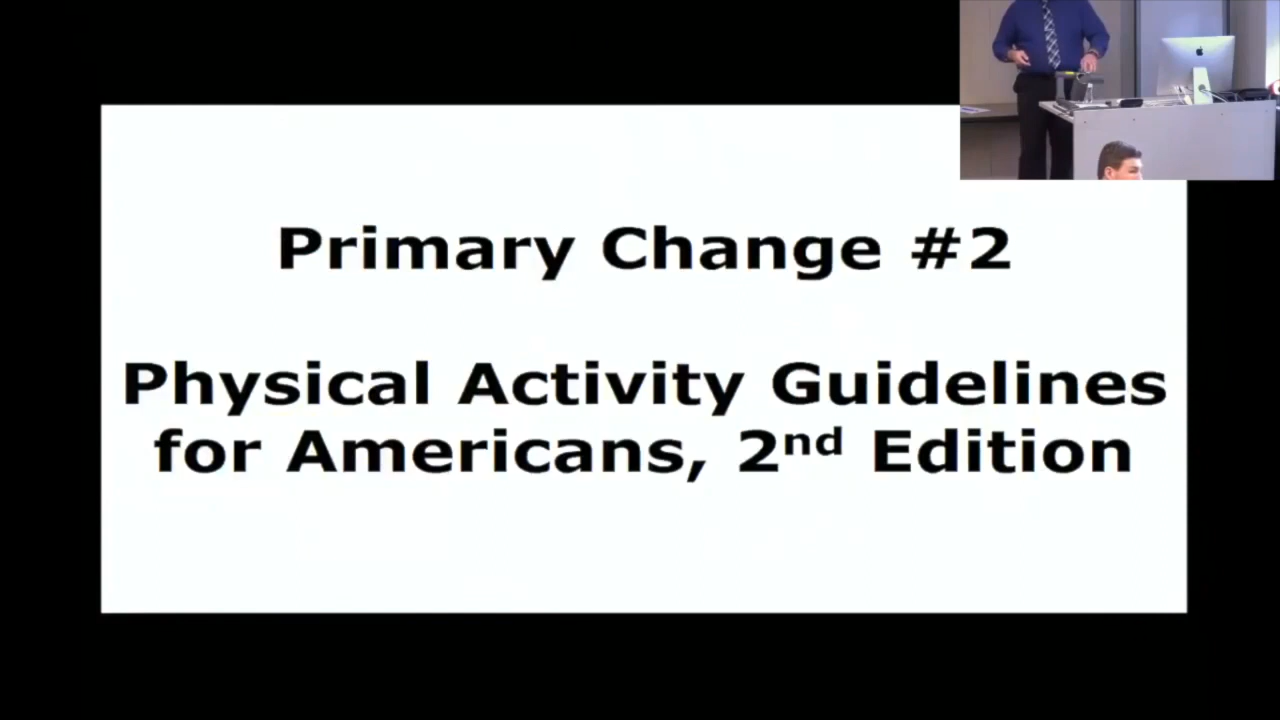 Primary Change #2
Physical Activity Guidelines
for Americans, 2nd Edition